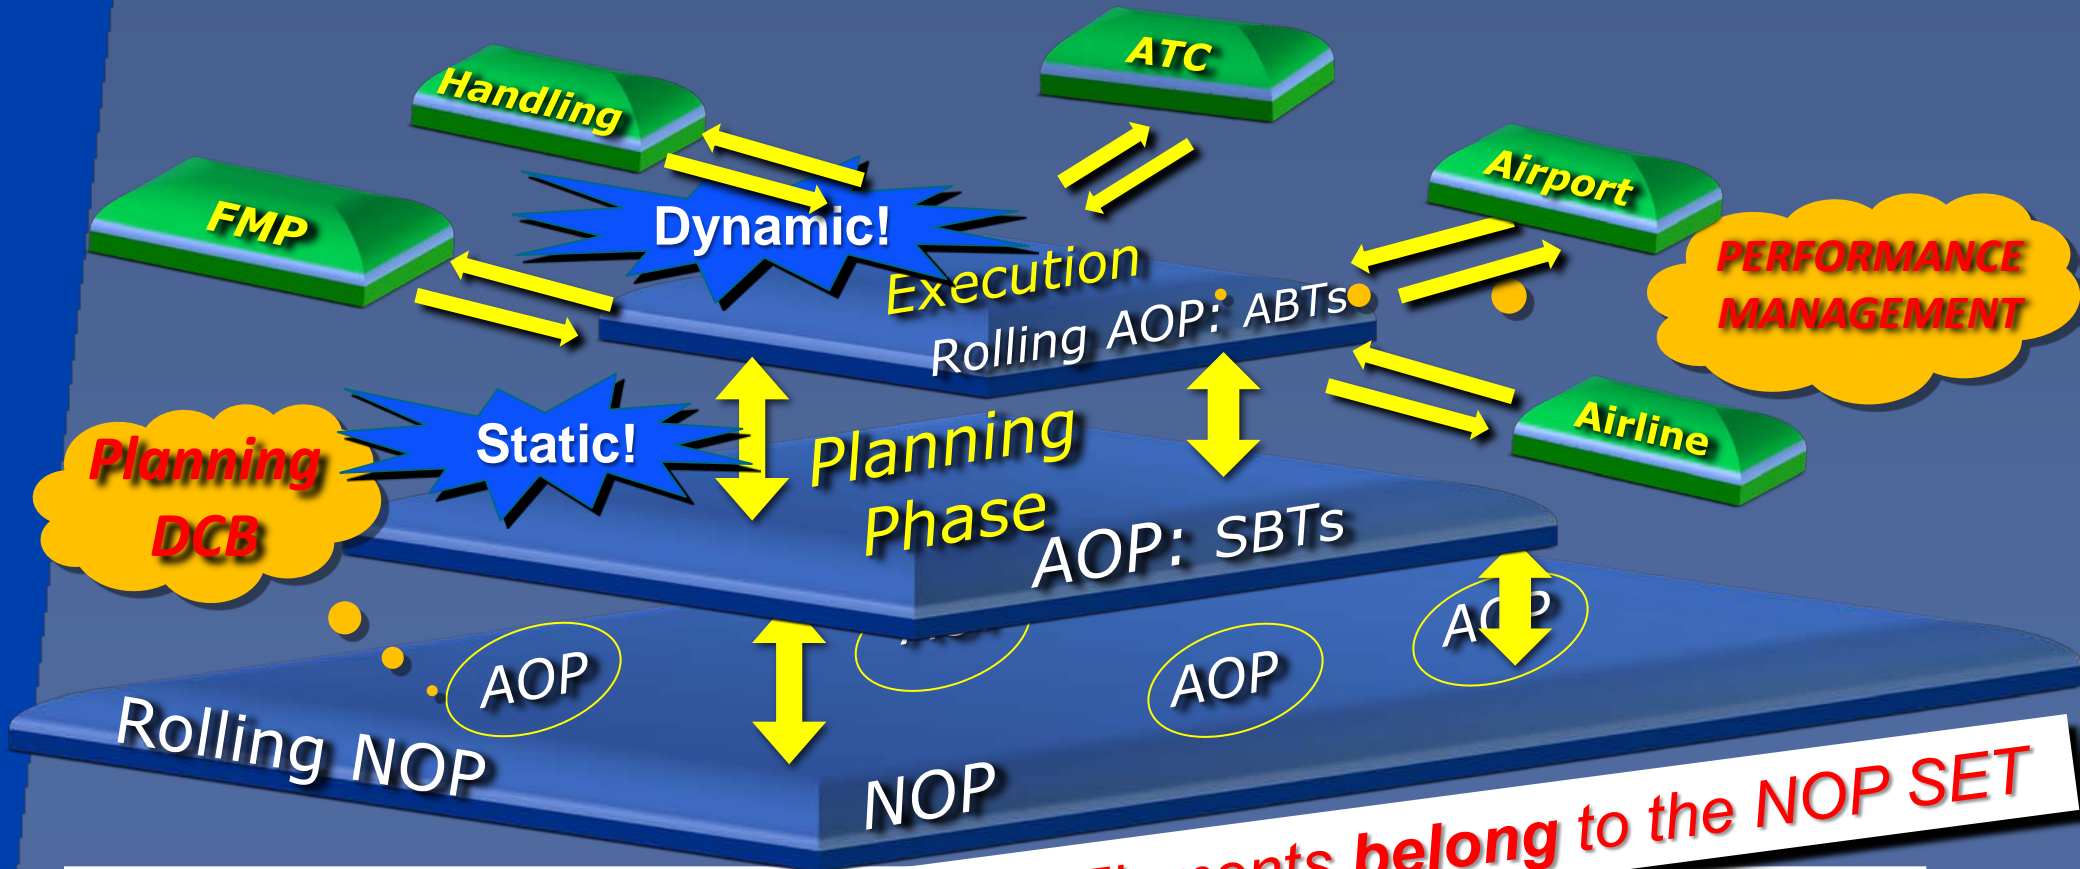 ATC
Handling
Airport
FMP
Dynamic!
Execution
PERFORMANCE
MANAGEMENT
Rolling AOP: ABTs
Airline
Static!
Planning
Phase
Planning
DCB
AOP: SBTs
AOP
AOP
AOP
Rolling NOP
NOP
belong to the NOP SET